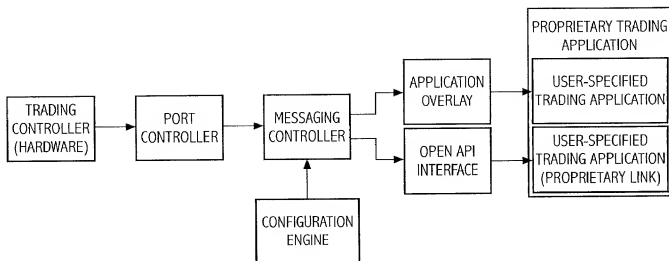 PROPRIETARY TRADING
APPLICATION
TRADING
CONTROLLER
(HARDWARE)
PORT
CONTROLLER
MESSAGING
CONTROLLER
APPLICATION
OVERLAY
USER-SPECIFIED
TRADING APPLICATION
OPEN API
INTERFACE
USER-SPECIFIED
TRADING APPLICATION
(PROPRIETARY LINK)
CONFIGURATION
ENGINE